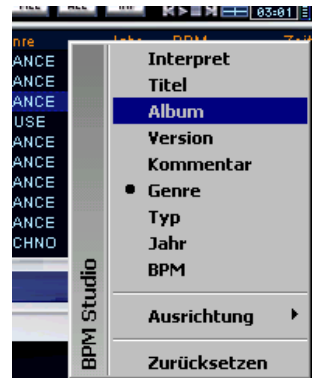 03:01
nre Jahr BPM Zeit
ANCE
ANCE
ANCE
USE
ANCE
ANCE
ANCE
ANCE
ANCE
CHNO
Interpret
Titel
Album
Version
Kommentar
Genre
Typ
Jahr
BPM
Ausrichtung
Zurücksetzen
BPM Studio